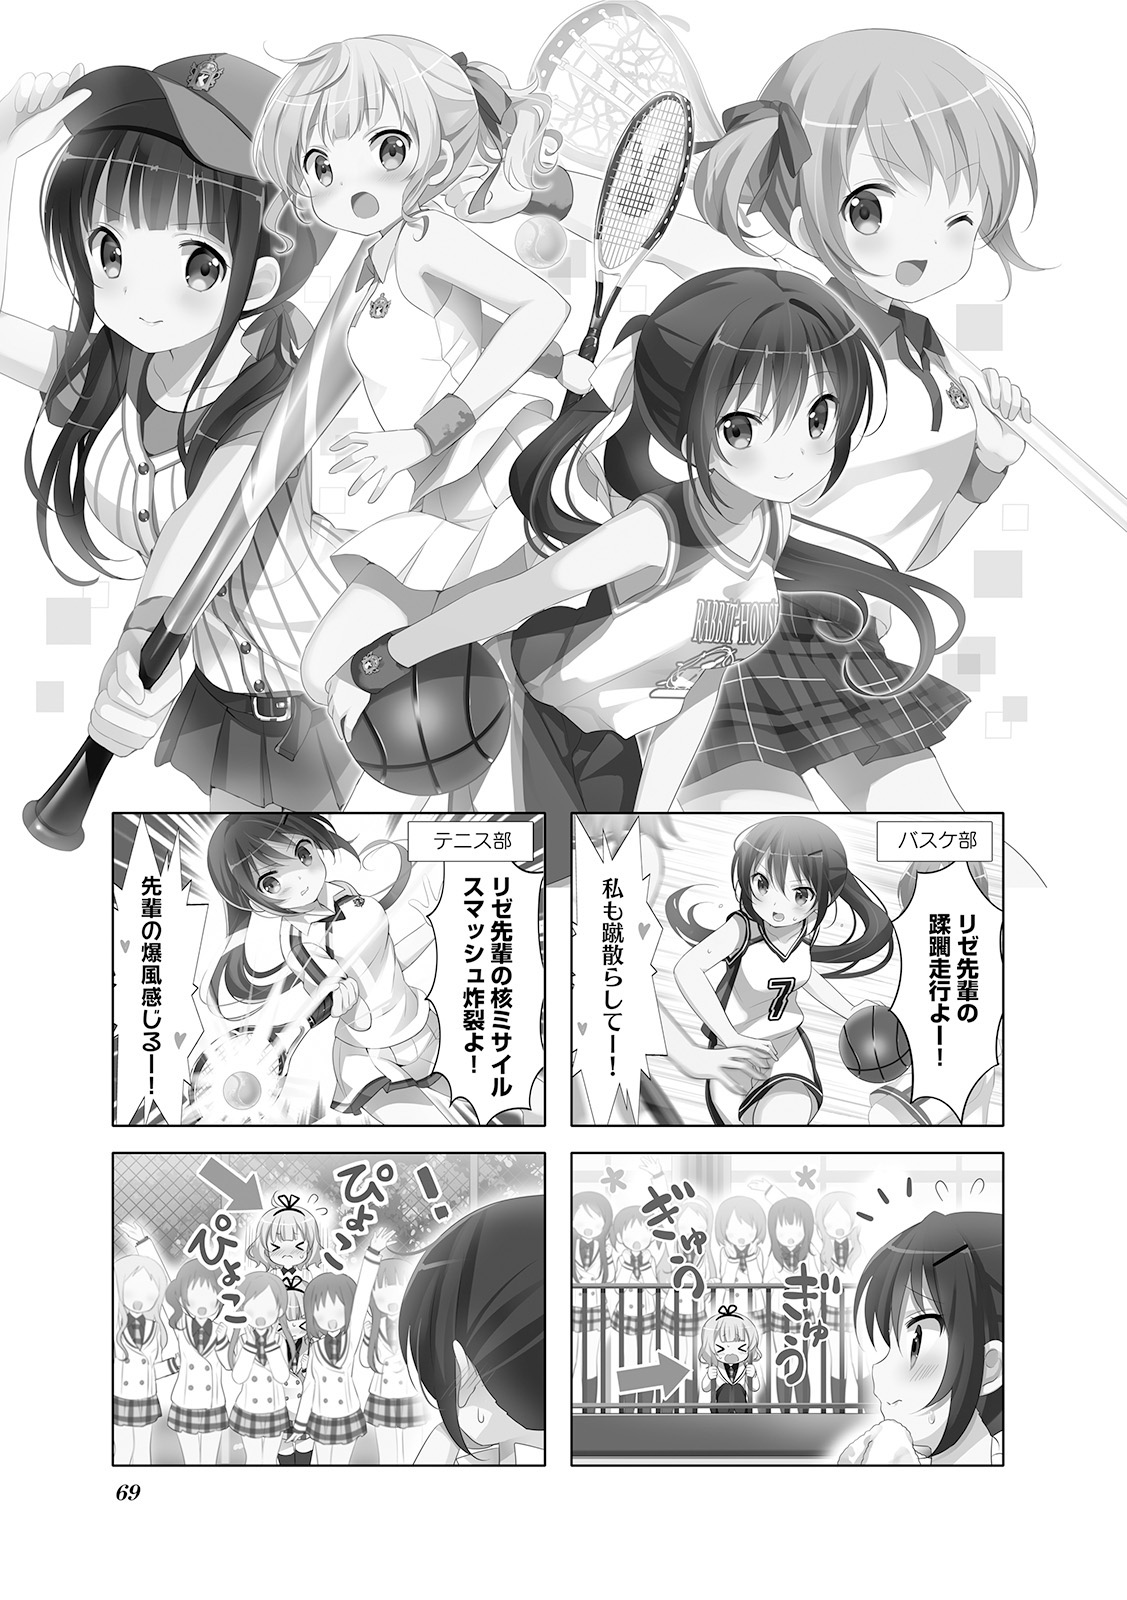 RABBIT HOUSE
バスケ部
リゼ先輩の
蹂躙走行よー！
7
私も蹴散らしてー！
ぎゅう
ぎゅう
テニス部
リゼ先輩の核ミサイル
スマッシュ炸裂よ！
先輩の爆風感じるー！
！
ぴょこ
ぴょこ
69